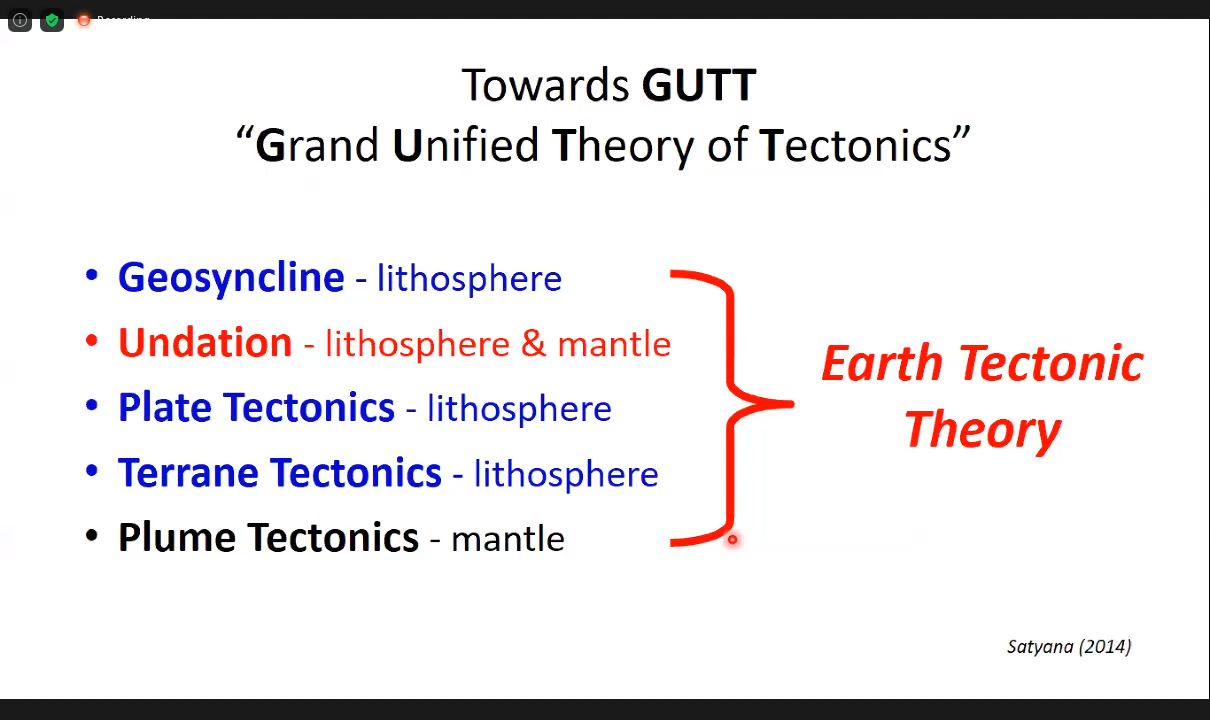 Recording
Towards GUTT
“Grand Unified Theory of Tectonics”
• Geosyncline - lithosphere
• Undation - lithosphere & mantle
• Plate Tectonics - lithosphere
• Terrane Tectonics - lithosphere
• Plume Tectonics - mantle
Earth Tectonic
Theory
Satyana (2014)